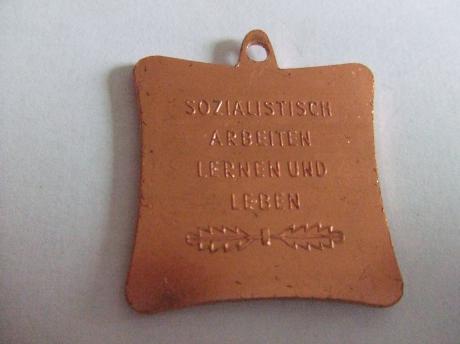 SOZIALISTISCH
ARBEITEN
LERNEN UND
LEBEN